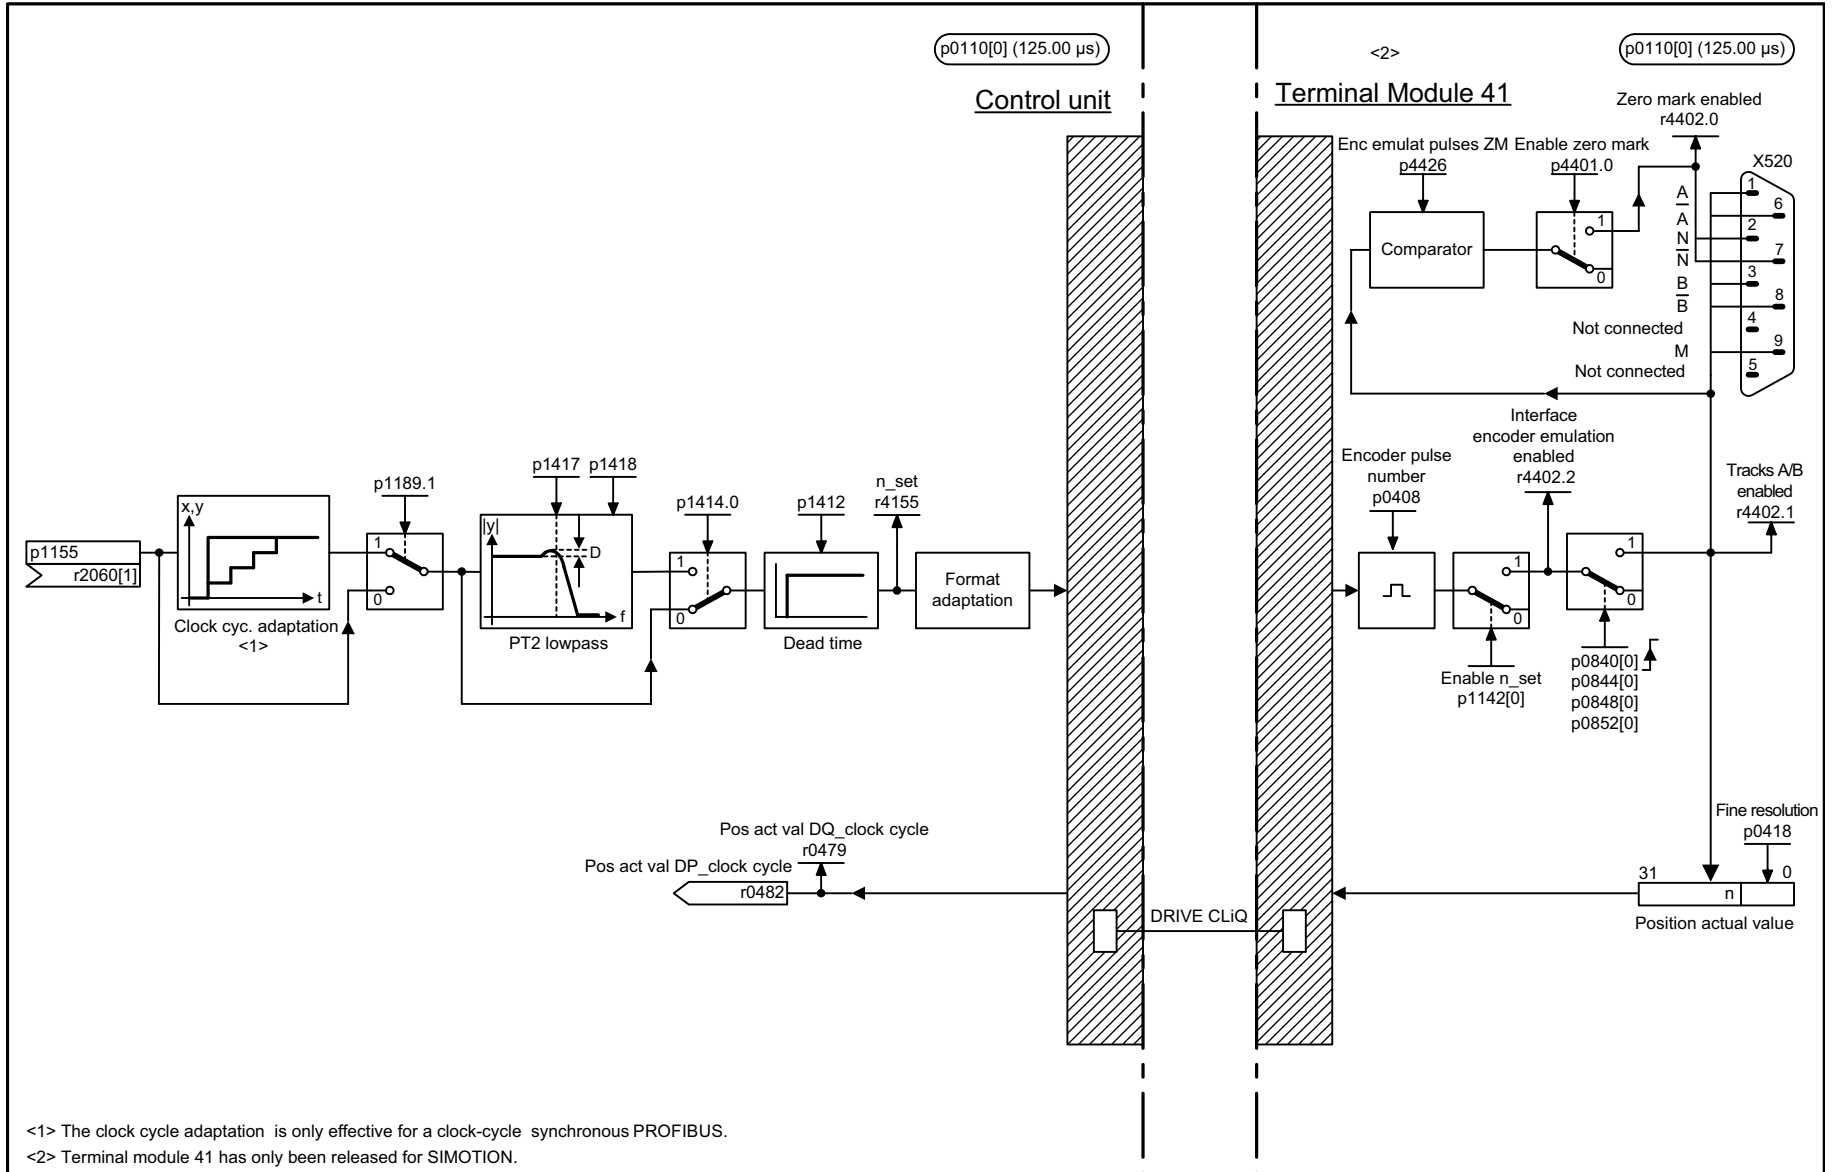 p0110[0] (125.00 µs)
<2>
p0110[0] (125.00 µs)
Control unit
Terminal Module 41
Zero mark enabled
r4402.0
Enc emulat pulses ZM
p4426
Enable zero mark
p4401.0
X520
Comparator
1
0
A
A
N
N
B
B
Not connected
M
Not connected
1
6
2
7
3
8
4
9
5
Interface
encoder emulation
enabled
r4402.2
Encoder pulse
number
p0408
Tracks A/B
enabled
r4402.1
p1155
r2060[1]
x,y
t
Clock cyc. adaptation
<1>
p1189.1
1
0
p1417
p1418
|y|
D
f
PT2 lowpass
p1414.0
1
0
p1412
Dead time
n_set
r4155
Format
adaptation
1
0
Enable n_set
p1142[0]
1
0
p0840[0]
p0844[0]
p0848[0]
p0852[0]
Pos act val DQ_clock cycle
r0479
Pos act val DP_clock cycle
r0482
DRIVE CLiQ
Fine resolution
p0418
31
0
n
Position actual value
<1> The clock cycle adaptation is only effective for a clock-cycle synchronous PROFIBUS.
<2> Terminal module 41 has only been released for SIMOTION.